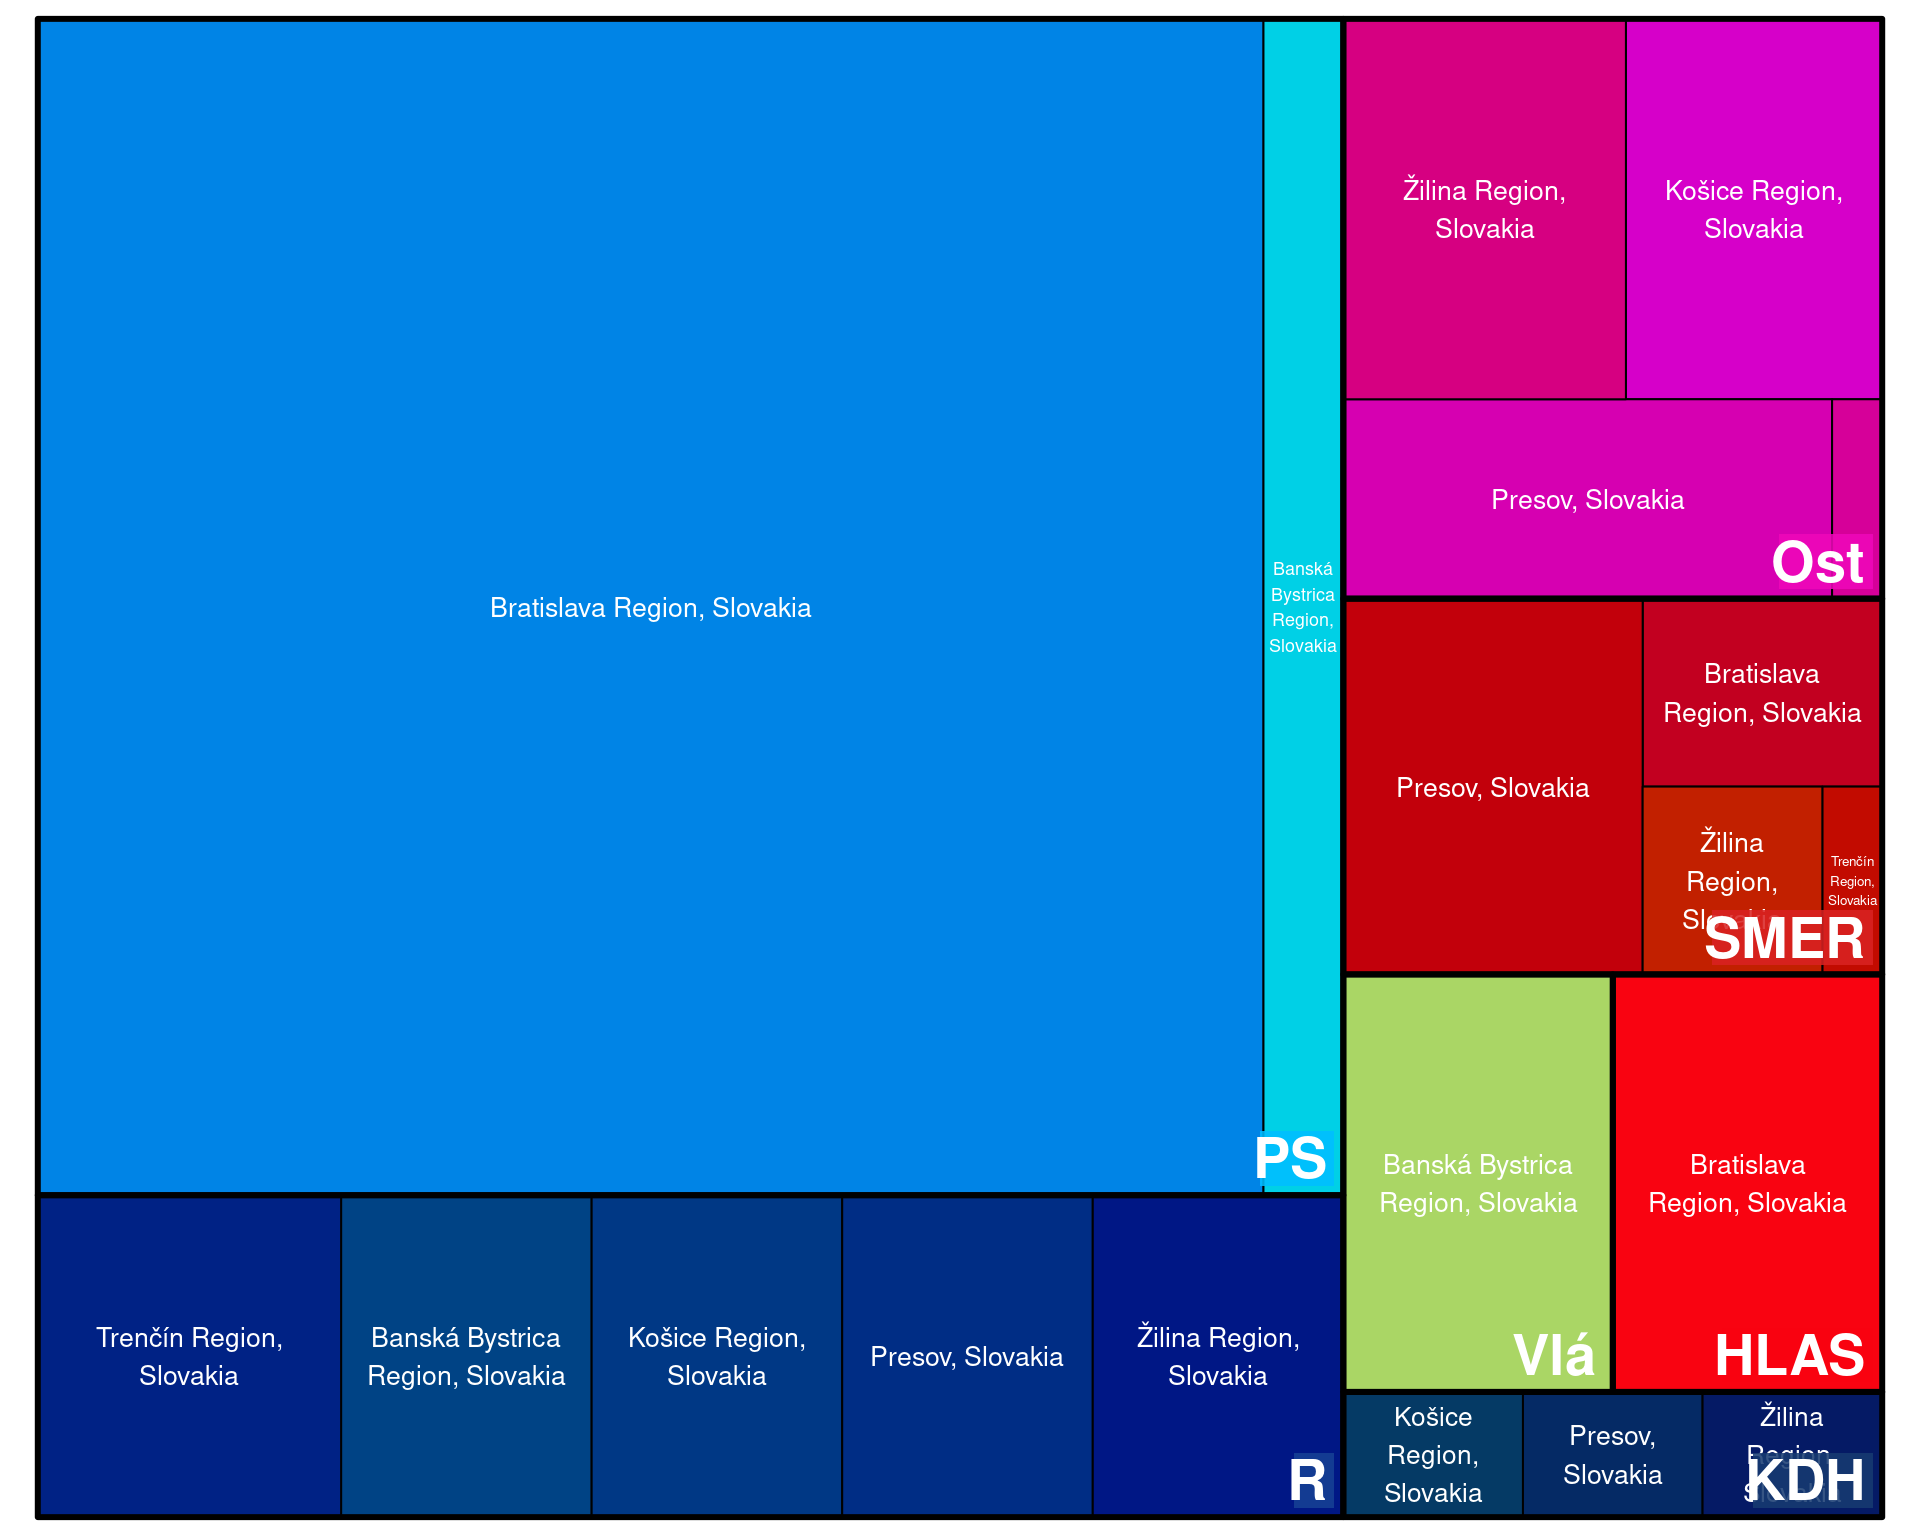 Bratislava Region, Slovakia
Banská
Bystrica
Region,
Slovakia
PS
Trenčín Region,
Slovakia
Banská Bystrica
Region, Slovakia
Košice Region,
Slovakia
Presov, Slovakia
Žilina Region,
Slovakia
R
Žilina Region,
Slovakia
Košice Region,
Slovakia
Presov, Slovakia
Ost
Presov, Slovakia
Bratislava
Region, Slovakia
Žilina
Region,
Slovakia
Trenčín
Region,
Slovakia
SMER
Banská Bystrica
Region, Slovakia
Vlá
Bratislava
Region, Slovakia
HLAS
Košice
Region,
Slovakia
Presov,
Slovakia
Žilina
Region,
Slovakia
KDH